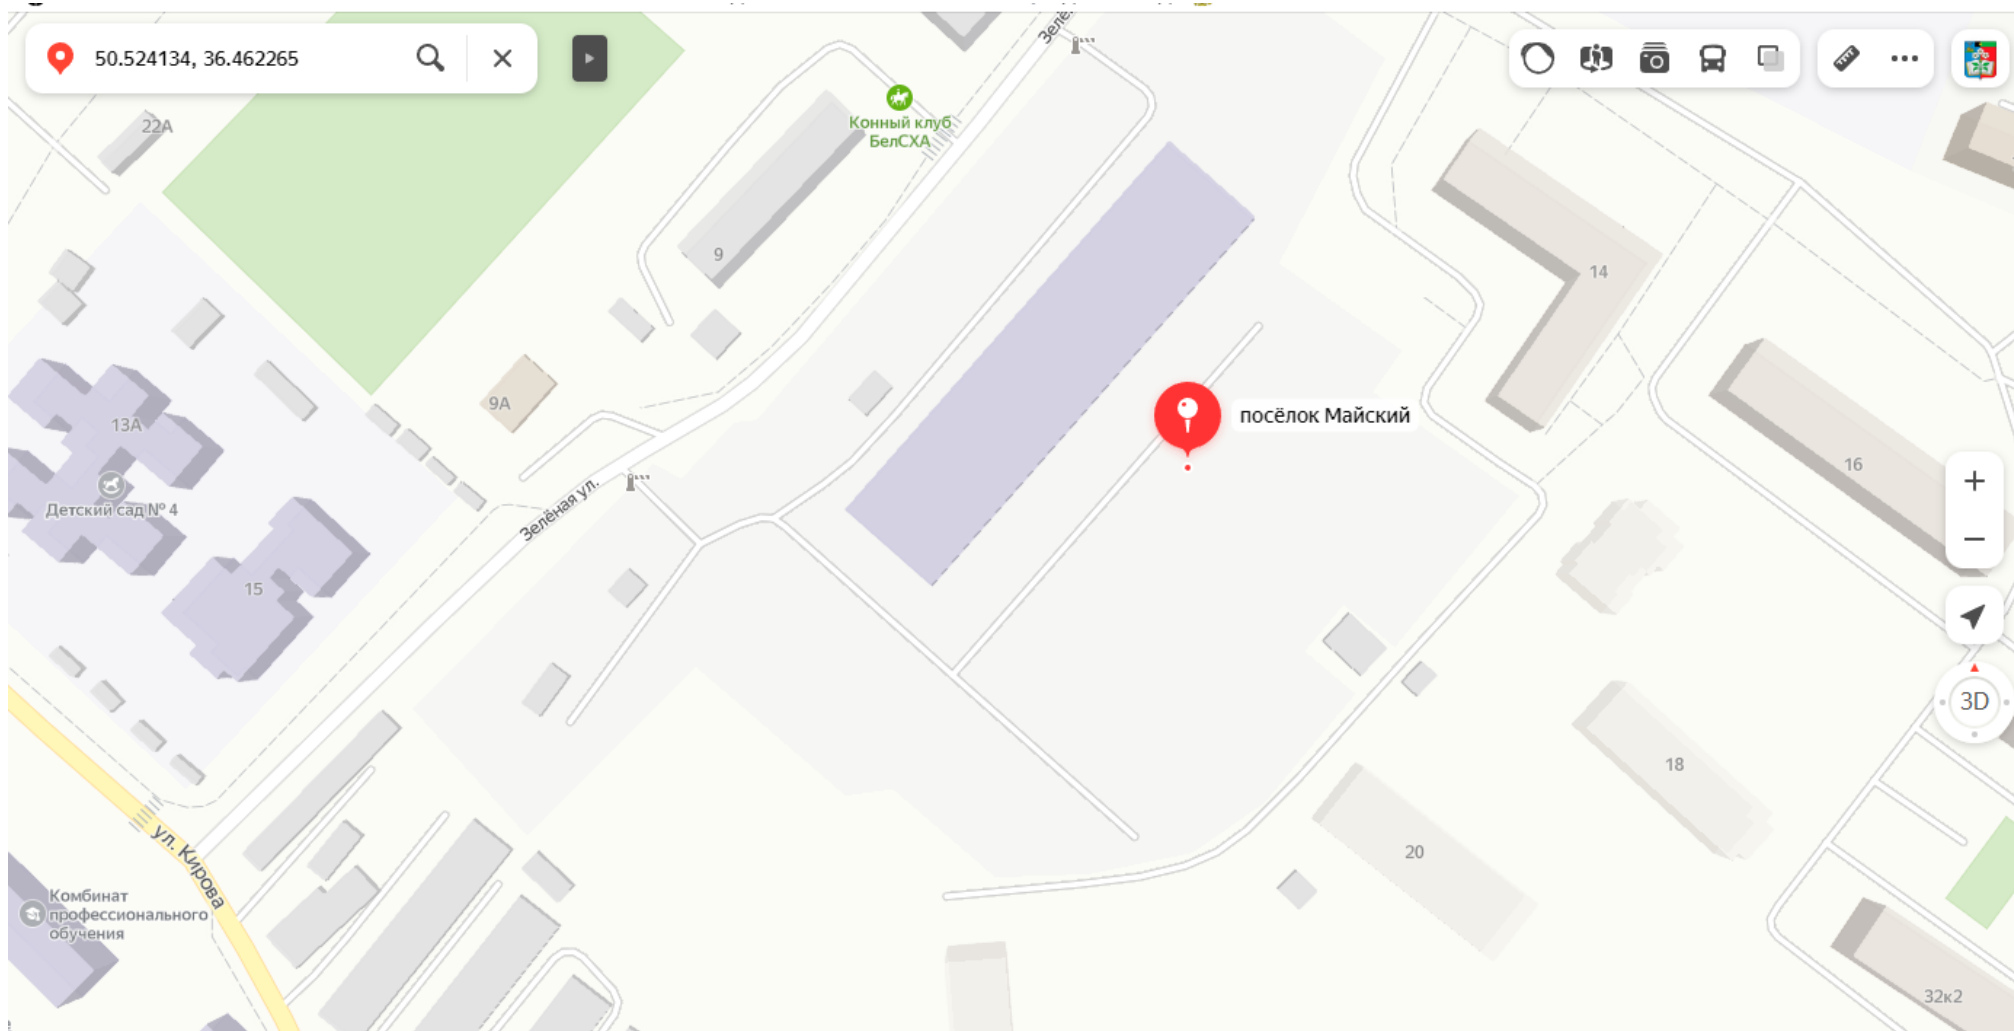 50.524134, 36.462265
22А
Конный клуб
БелСХА
9
14
9А
посёлок Майский
13А
Детский сад № 4
16
Зелёная ул.
15
3D
18
ул. Кирова
20
Комбинат
профессионального
обучения
32к2